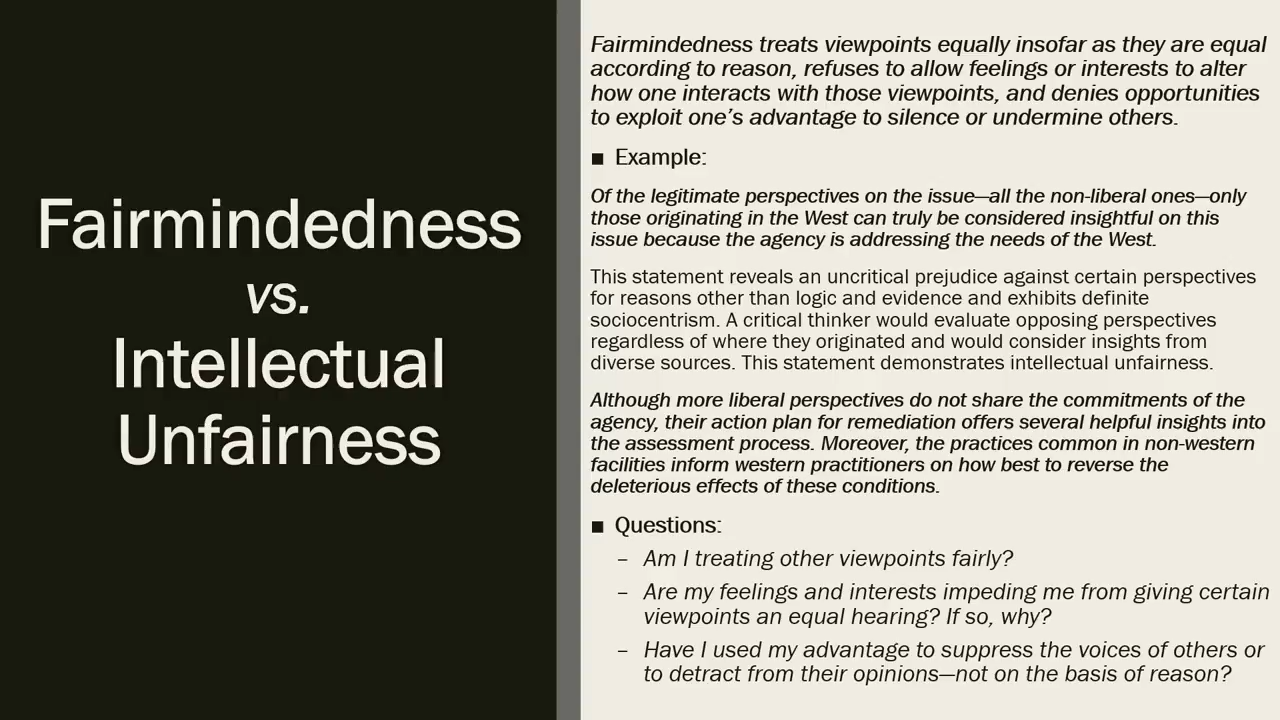 Fairmindedness
vs.
Intellectual
Unfairness
Fairmindedness treats viewpoints equally insofar as they are equal
according to reason, refuses to allow feelings or interests to alter
how one interacts with those viewpoints, and denies opportunities
to exploit one's advantage to silence or undermine others.
■ Example:
Of the legitimate perspectives on the issue—all the non-liberal ones—only
those originating in the West can truly be considered insightful on this
issue because the agency is addressing the needs of the West.
This statement reveals an uncritical prejudice against certain perspectives
for reasons other than logic and evidence and exhibits definite
sociocentrism. A critical thinker would evaluate opposing perspectives
regardless of where they originated and would consider insights from
diverse sources. This statement demonstrates intellectual unfairness.
Although more liberal perspectives do not share the commitments of the
agency, their action plan for remediation offers several helpful insights into
the assessment process. Moreover, the practices common in non-western
facilities inform western practitioners on how best to reverse the
deleterious effects of these conditions.
■ Questions:
– Am I treating other viewpoints fairly?
– Are my feelings and interests impeding me from giving certain
viewpoints an equal hearing? If so, why?
– Have I used my advantage to suppress the voices of others or
to detract from their opinions—not on the basis of reason?